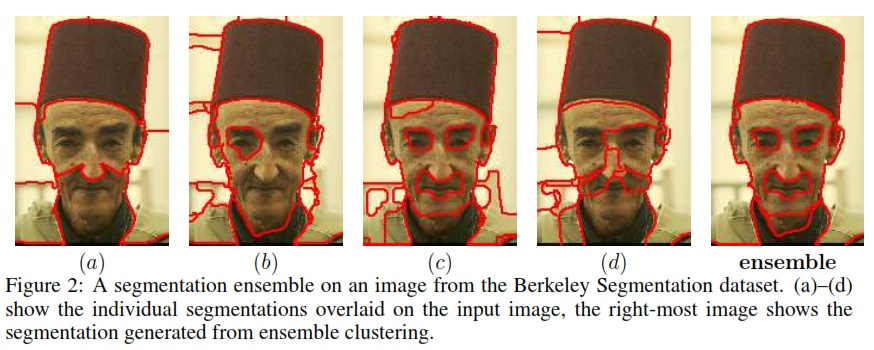 (a) (b) (c) (d) ensemble
Figure 2: A segmentation ensemble on an image from the Berkeley Segmentation dataset. (a)–(d)
show the individual segmentations overlaid on the input image, the right-most image shows the
segmentation generated from ensemble clustering.